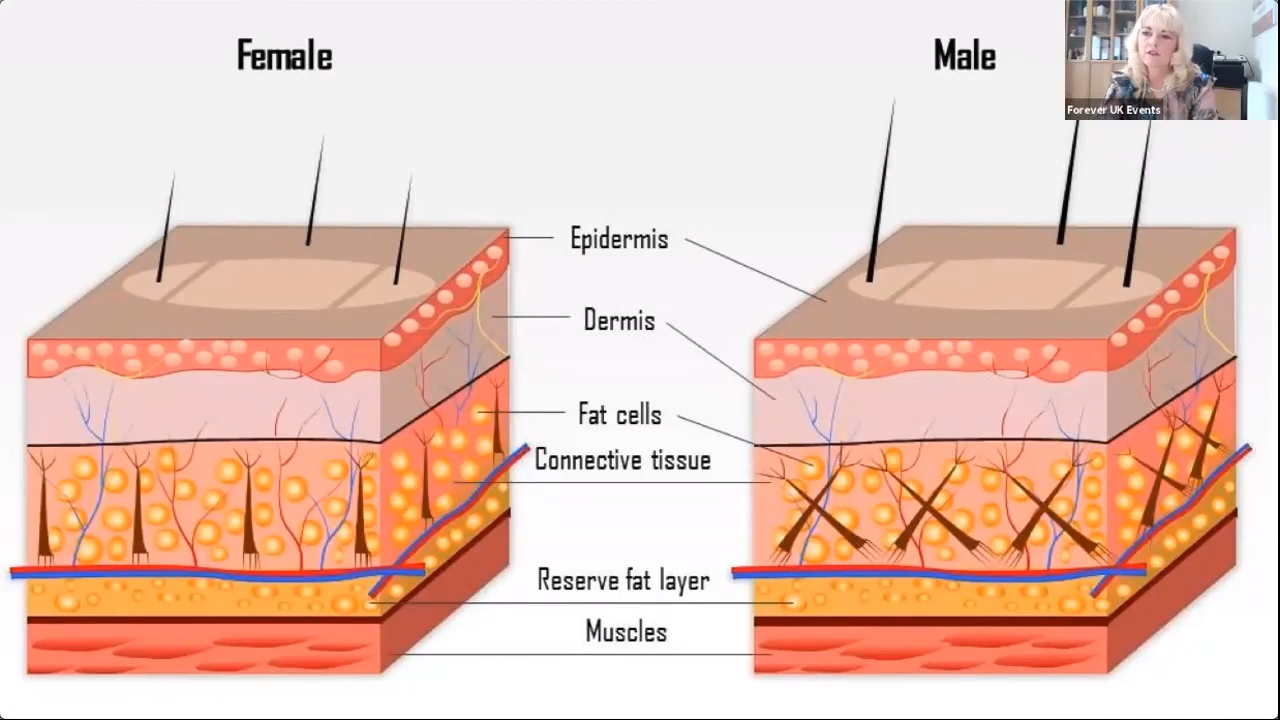 Female
Male
Forever UK Events
Epidermis
Dermis
Fat cells
Connective tissue
Reserve fat layer
Muscles